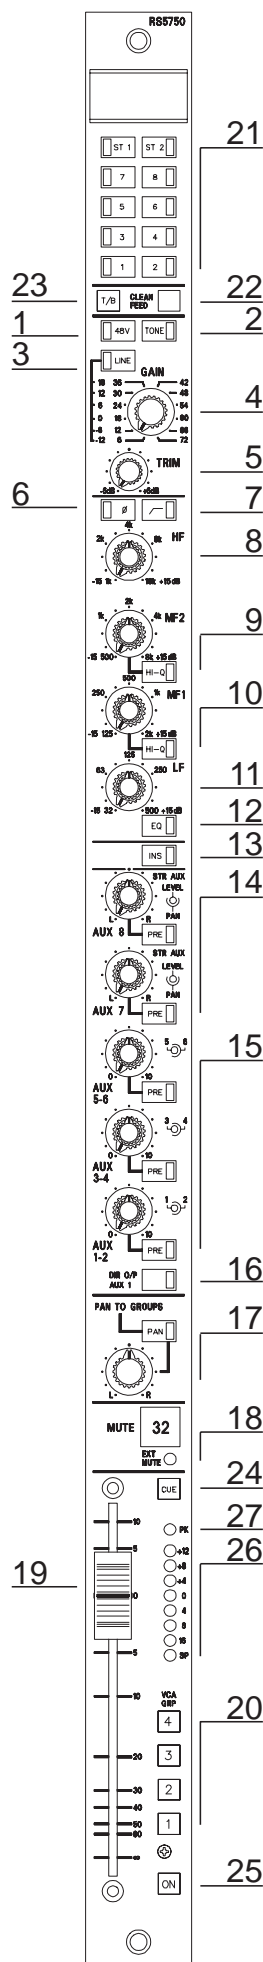 RS5750
ST 1 ST 2
21
7 8
5 6
3 4
1 2
23 T/B CLEAN FEED 22
1 48V TONE 2
3 LINE
GAIN
18 36 42
12 30 48
6 24 54 4
0 18 60
-6 12 66
-12 6 72
TRIM 5
-6dB +6dB
6 ø 7
4k
2k 8k HF 8
-15 1k 16k +15dB
2k
1k 4k MF2 9
-15 500 8k +15dB
500 HI-Q
250 1k MF1 10
-15 125 2k +15dB
125 HI-Q
LF
63 250 11
-15 32 500 +15dB
EQ 12
INS 13
STR AUX 14
LEVEL
PAN
L R
AUX 8 PRE
STR AUX
LEVEL
PAN
L R
AUX 7 PRE
5 6 15
0 10
AUX 5-6 PRE
3 4
0 10
AUX 3-4 PRE
1 2
0 10
AUX 1-2 PRE
DIR O/P AUX 1 16
PAN TO GROUPS
PAN 17
L R
MUTE 32
EXT MUTE 18
CUE 24
10 PK 27
5 +12 26
+8
+4
19 0 0
4
8
16
5 SP
10 VCA GRP
4 20
20 3
30 2
40
50 1
60
∞
ON 25